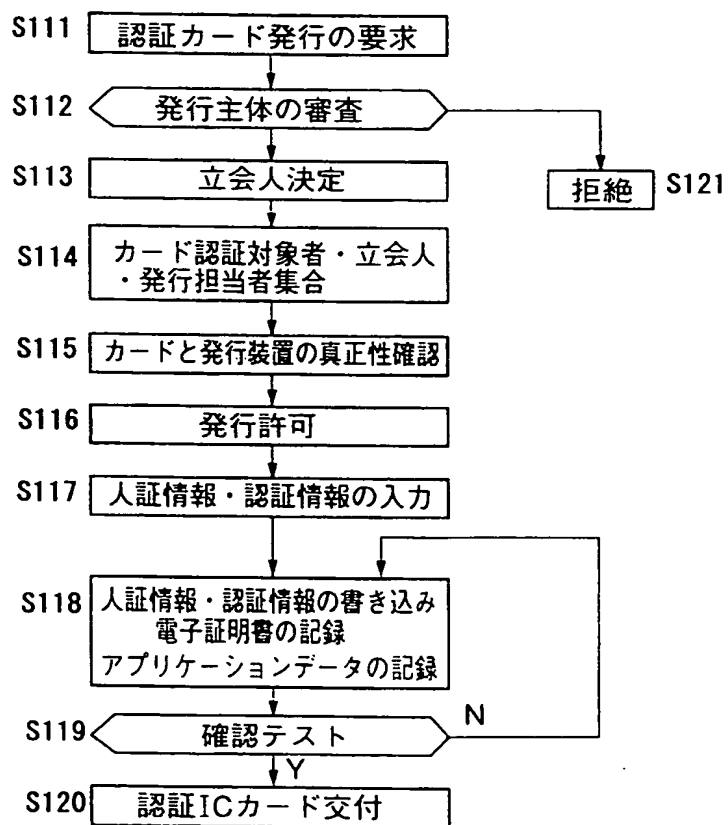 S111
認証カード発行の要求
S112
発行主体の審査
S113
立会人決定
拒絶
S121
S114
カード認証対象者・立会人
・発行担当者集合
S115
カードと発行装置の真正性確認
S116
発行許可
S117
人証情報・認証情報の入力
S118
人証情報・認証情報の書き込み
電子証明書の記録
アプリケーションデータの記録
S119
確認テスト
N
Y
S120
認証ICカード交付